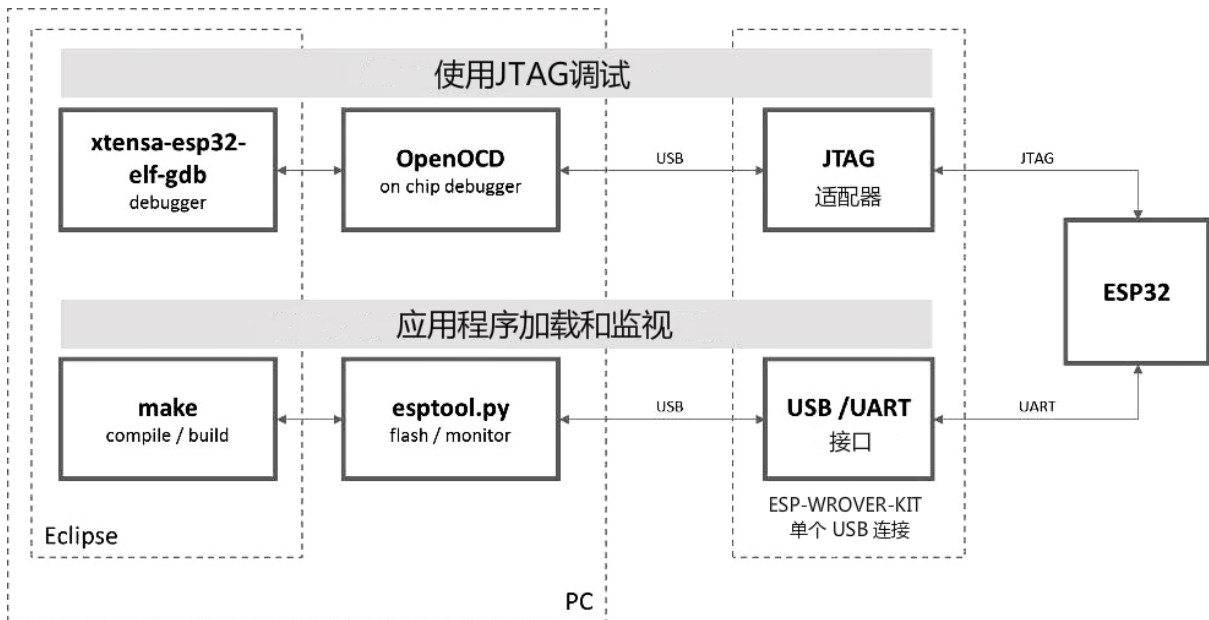 使用JTAG调试
xtensa-esp32-
elf-gdb
debugger
OpenOCD
on chip debugger
USB
JTAG
适配器
JTAG
ESP32
应用程序加载和监视
make
compile / build
esptool.py
flash / monitor
USB
USB /UART
接口
UART
ESP-WROVER-KIT
单个 USB 连接
Eclipse
PC